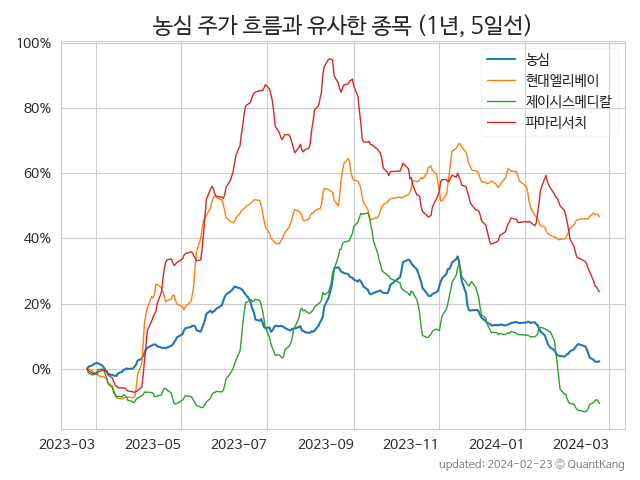 농심 주가 흐름과 유사한 종목 (1년, 5일선)
100%
80%
60%
40%
20%
0%
농심
현대엘리베이
제이시스메디칼
파마리서치
2023-03
2023-05
2023-07
2023-09
2023-11
2024-01
2024-03
updated: 2024-02-23 © QuantKang